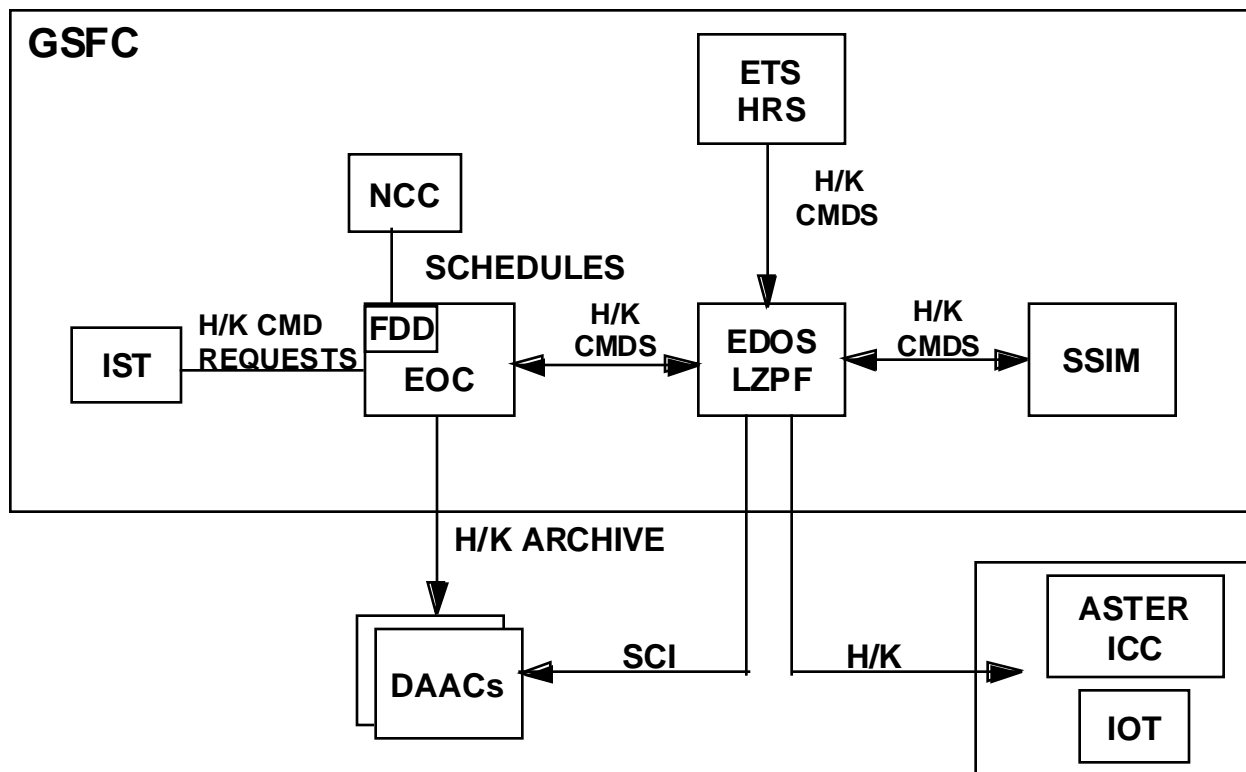 GSFC
ETS
HRS
H/K
CMDS
NCC
SCHEDULES
IST
H/K CMD
REQUESTS
FDD
EOC
H/K
CMDS
EDOS
LZPF
H/K
CMDS
SSIM
H/K ARCHIVE
DAACs
SCI
H/K
ASTER
ICC
IOT